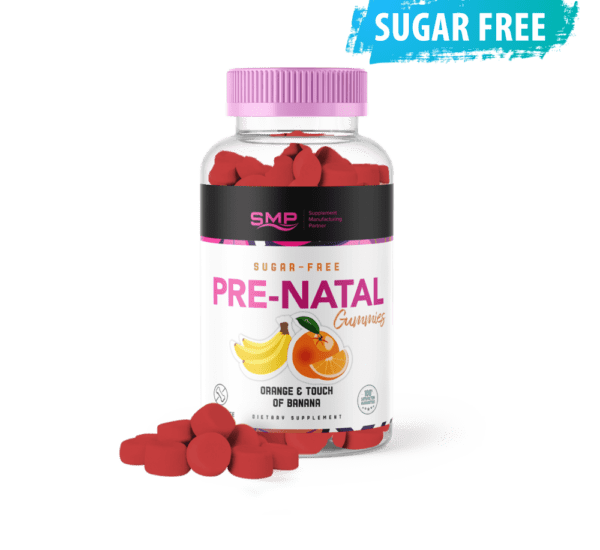 SUGAR FREE
SMP
Supplement
Manufacturing
Partner
SUGAR-FREE
PRE-NATAL
Gummies
ORANGE & TOUCH
OF BANANA
DIETARY SUPPLEMENT